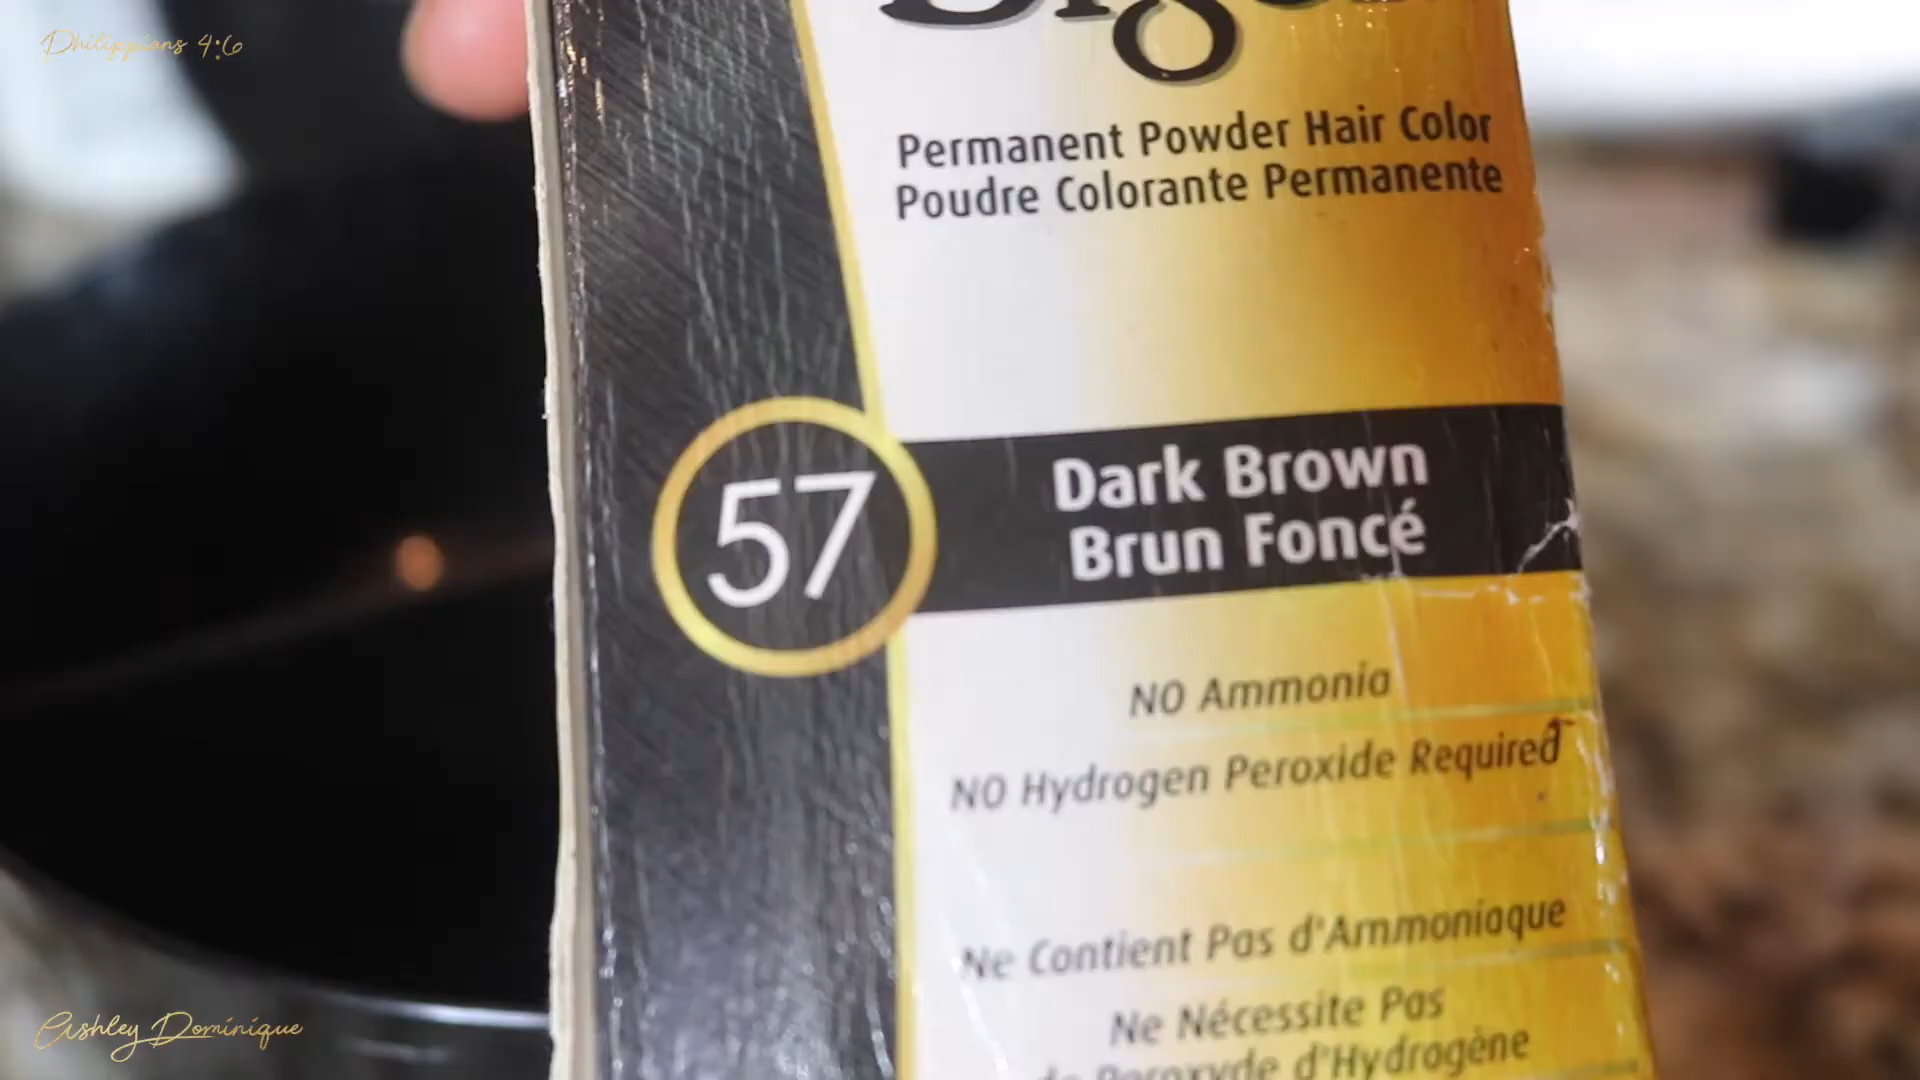 Philippians 4:6
Permanent Powder Hair Color
Poudre Colorante Permanente
57
Dark Brown
Brun Foncé
NO Ammonia
NO Hydrogen Peroxide Required
Ne Contient Pas d'Ammoniaque
Ne Nécessite Pas
de Peroxyde d'Hydrogène
Ashley Dominique